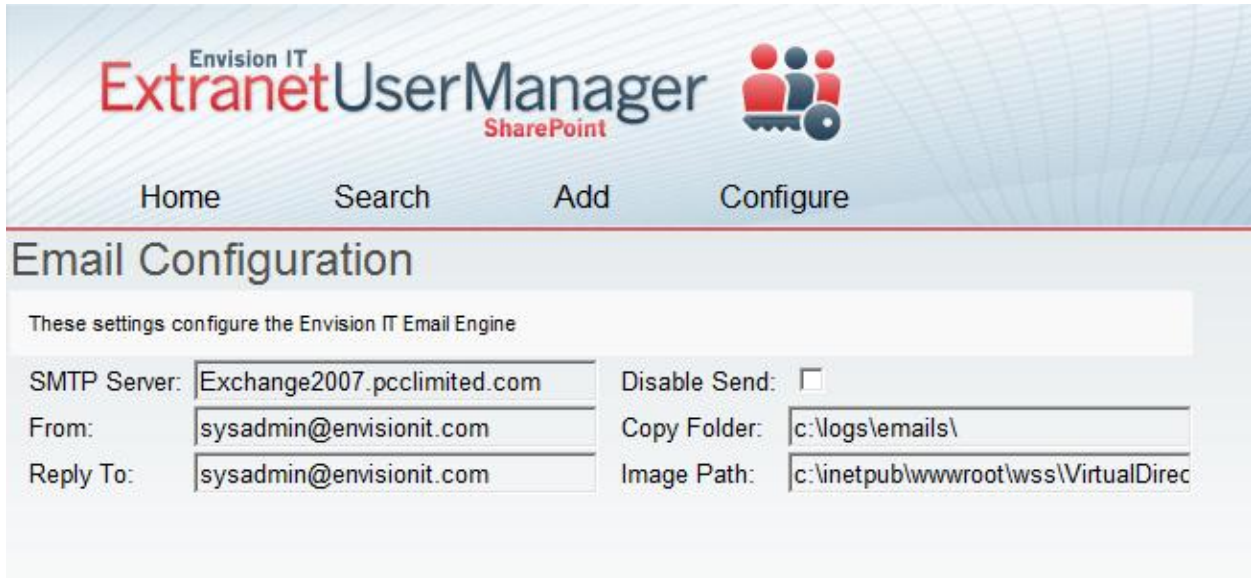 Envision IT
ExtranetUserManager
SharePoint
Home Search Add Configure
Email Configuration
These settings configure the Envision IT Email Engine
SMTP Server: Exchange2007.pcclimited.com Disable Send:
From: sysadmin@envisionit.com Copy Folder: c:\logs\emails\
Reply To: sysadmin@envisionit.com Image Path: c:\inetpub\wwwroot\wss\VirtualDirec